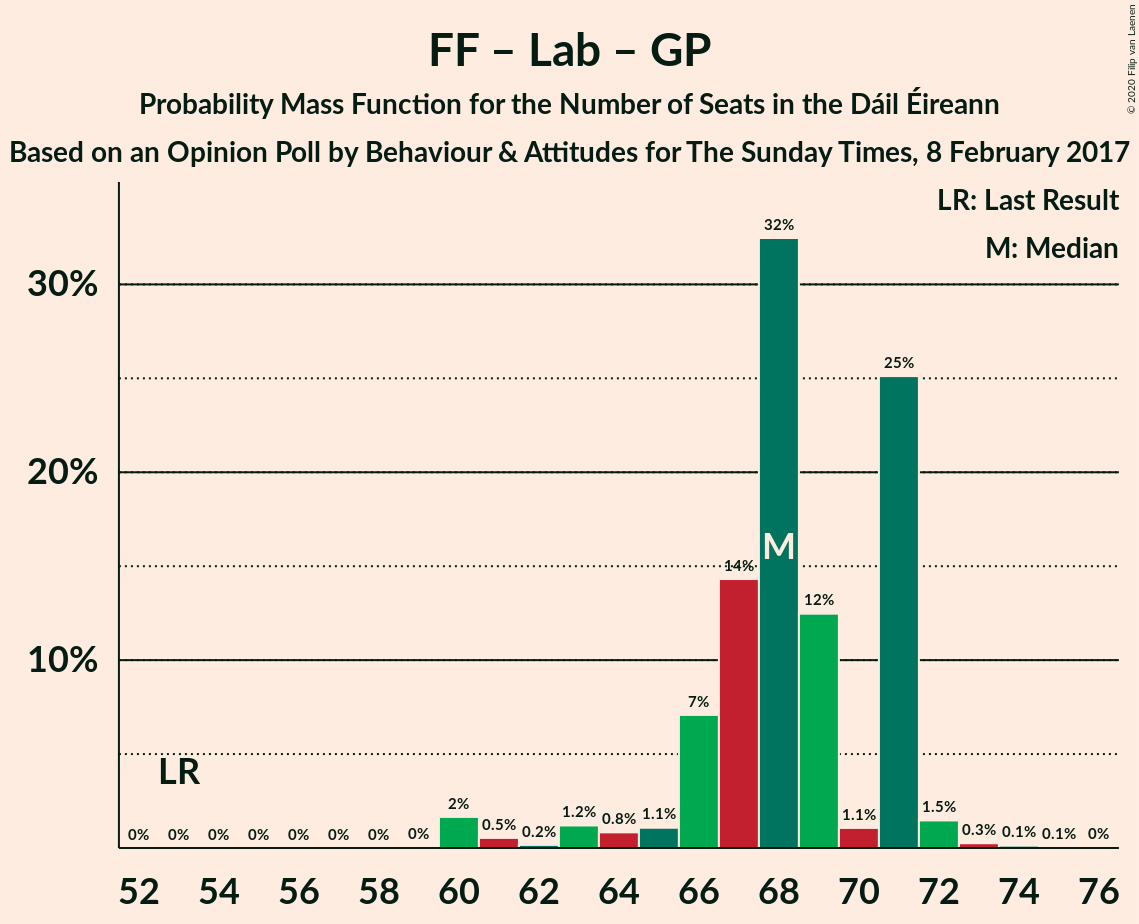 FF – Lab – GP
Probability Mass Function for the Number of Seats in the Dáil Éireann
Based on an Opinion Poll by Behaviour & Attitudes for The Sunday Times, 8 February 2017
© 2020 Filip van Laenen
LR: Last Result
M: Median
30%
20%
10%
LR
M
0% 0% 0% 0% 0% 0% 0% 0% 2% 0.5% 0.2% 1.2% 0.8% 1.1% 7% 14% 32% 12% 1.1% 25% 1.5% 0.3% 0.1% 0.1% 0%
52 54 56 58 60 62 64 66 68 70 72 74 76